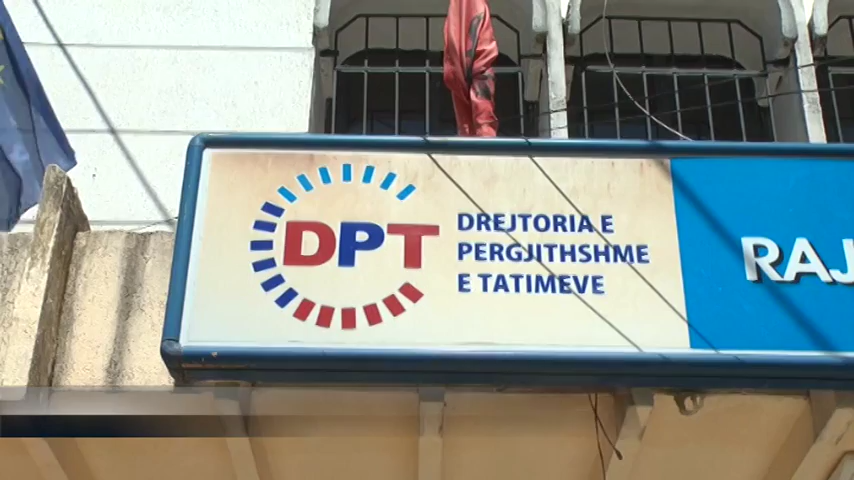 DPT
DREJTORIA E
PERGJITHSHME
E TATIMEVE
RAJ